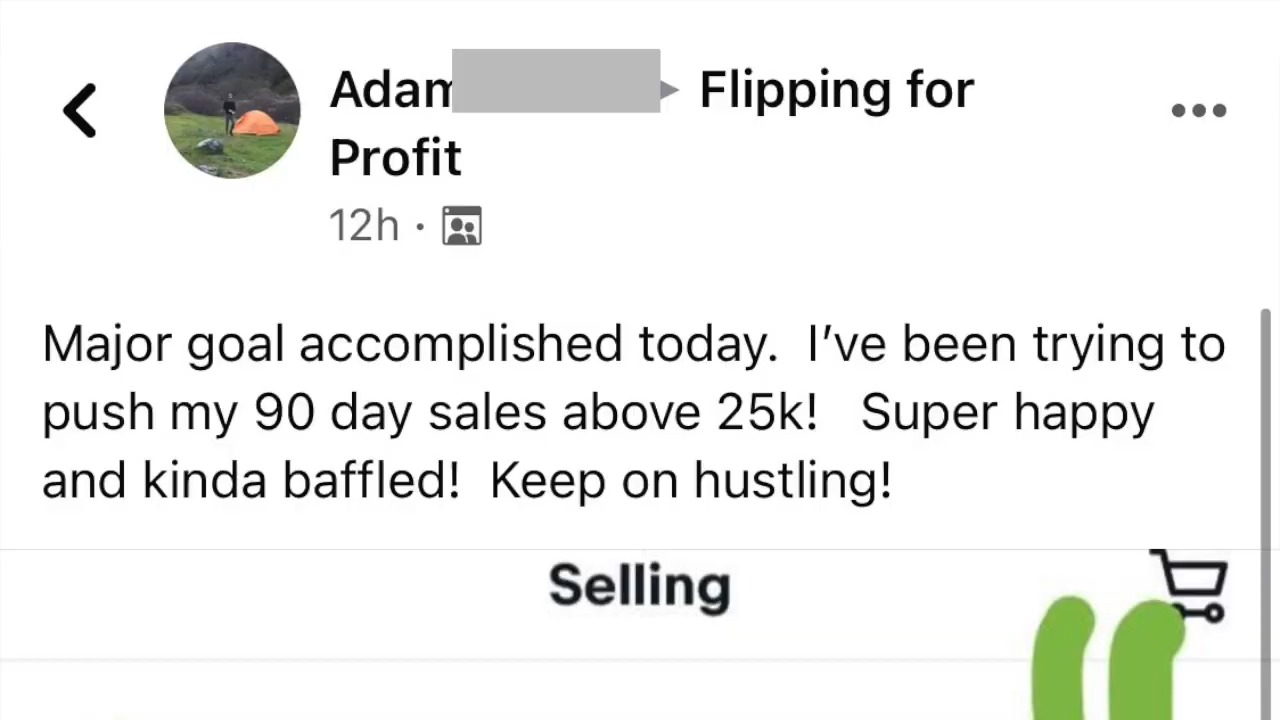 Adam Flipping for
Profit
12h ·
Major goal accomplished today. I’ve been trying to
push my 90 day sales above 25k! Super happy
and kinda baffled! Keep on hustling!
Selling